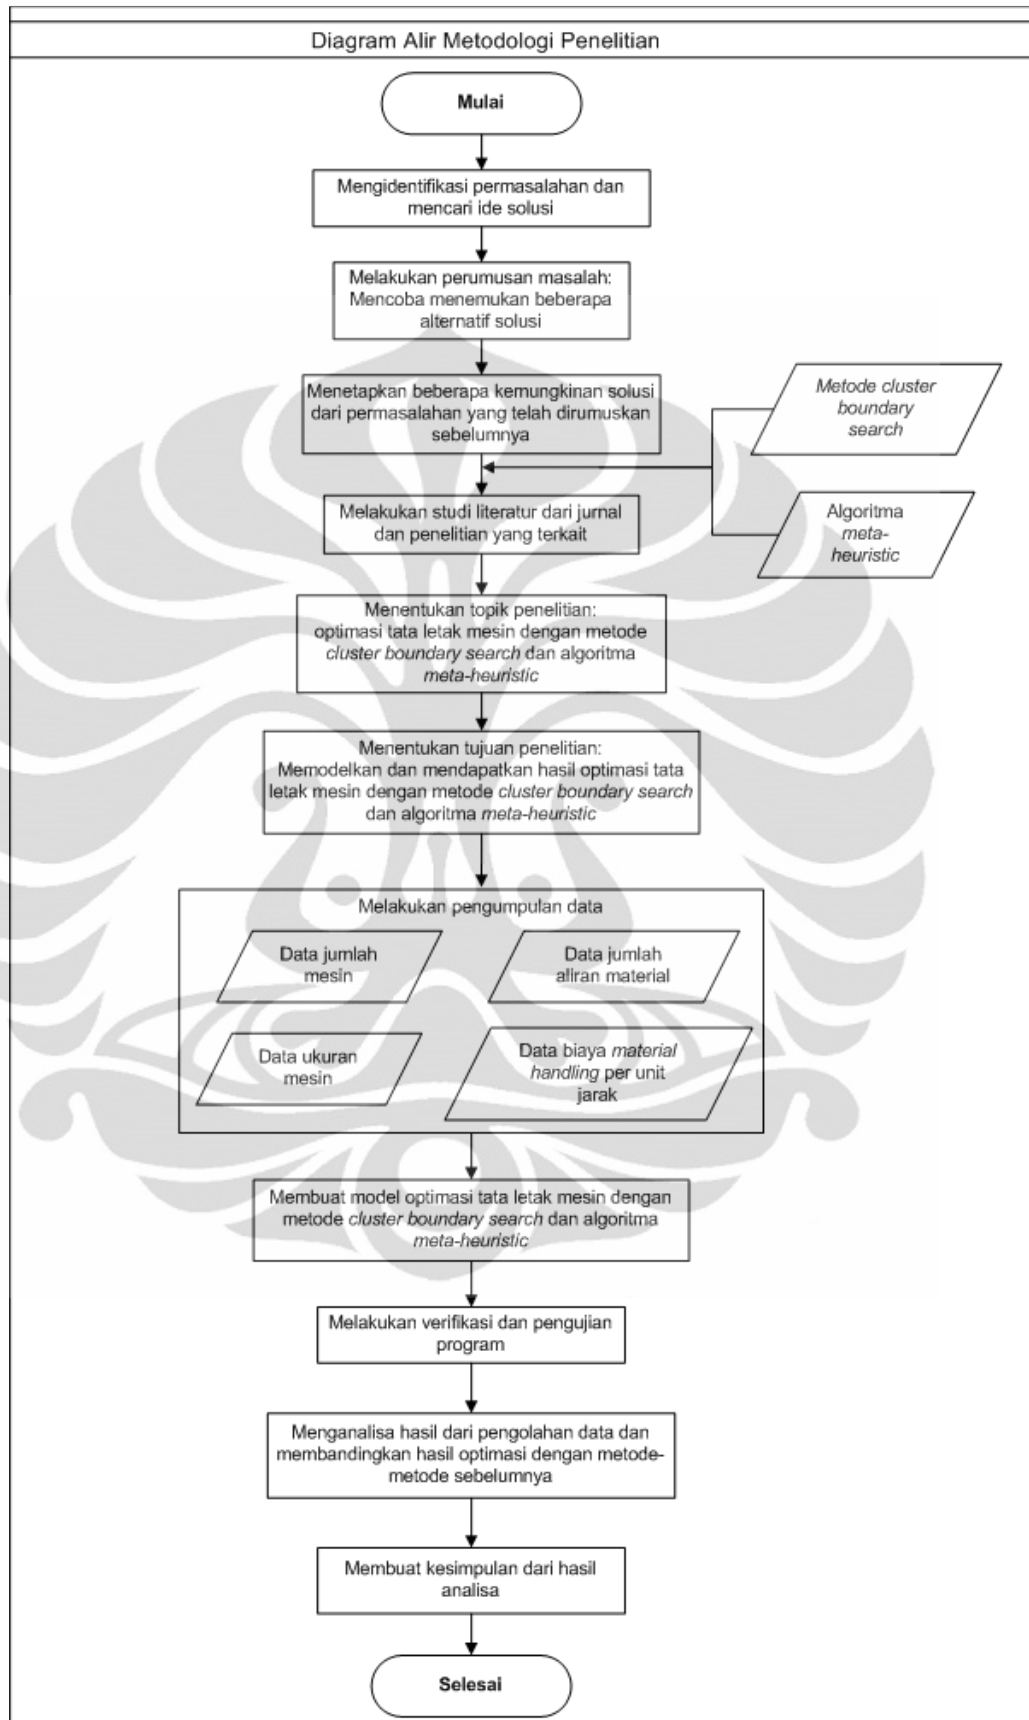 Diagram Alir Metodologi Penelitian
Mulai
Mengidentifikasi permasalahan dan
mencari ide solusi
Melakukan perumusan masalah:
Mencoba menemukan beberapa
alternatif solusi
Menetapkan beberapa kemungkinan solusi
dari permasalahan yang telah dirumuskan
sebelumnya
Metode cluster
boundary
search
Melakukan studi literatur dari jurnal
dan penelitian yang terkait
Algoritma
meta-
heuristic
Menentukan topik penelitian:
optimasi tata letak mesin dengan metode
cluster boundary search dan algoritma
meta-heuristic
Menentukan tujuan penelitian:
Memodelkan dan mendapatkan hasil optimasi tata
letak mesin dengan metode cluster boundary search
dan algoritma meta-heuristic
Melakukan pengumpulan data
Data jumlah
mesin
Data jumlah
aliran material
Data ukuran
mesin
Data biaya material
handling per unit
jarak
Membuat model optimasi tata letak mesin dengan
metode cluster boundary search dan algoritma
meta-heuristic
Melakukan verifikasi dan pengujian
program
Menganalisa hasil dari pengolahan data dan
membandingkan hasil optimasi dengan metode-
metode sebelumnya
Membuat kesimpulan dari hasil
analisa
Selesai